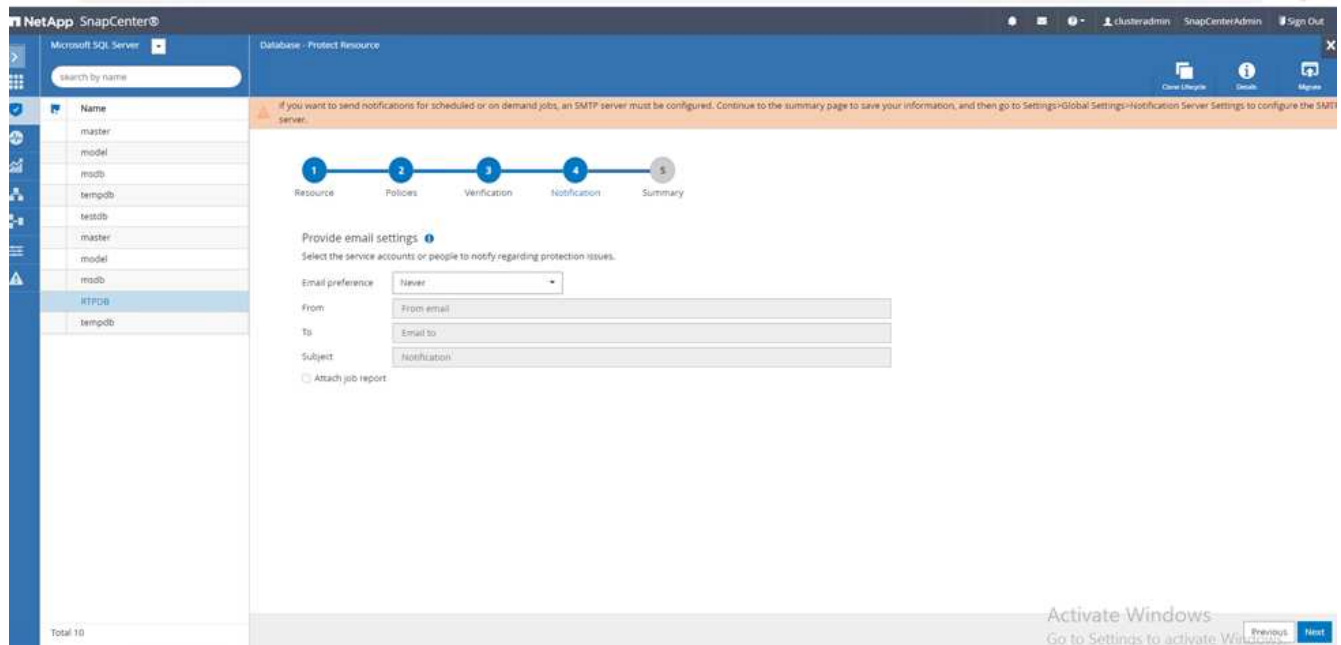 NetApp SnapCenter®
clusteradmin SnapCenterAdmin Sign Out
Microsoft SQL Server
Database - Protect Resource
search by name
Clone Lifecycle Details Migrate
If you want to send notifications for scheduled or on demand jobs, an SMTP server must be configured. Continue to the summary page to save your information, and then go to Settings>Global Settings>Notification Server Settings to configure the SMTP
server.
Name
master
model
msdb
tempdb
testdb
master
model
msdb
RTPDB
tempdb
Total 10
1 2 3 4 5
Resource Policies Verification Notification Summary
Provide email settings
Select the service accounts or people to notify regarding protection issues.
Email preference Never
From From email
To Email to
Subject Notification
Attach job report
Activate Windows
Go to Settings to activate Windows.
Previous Next